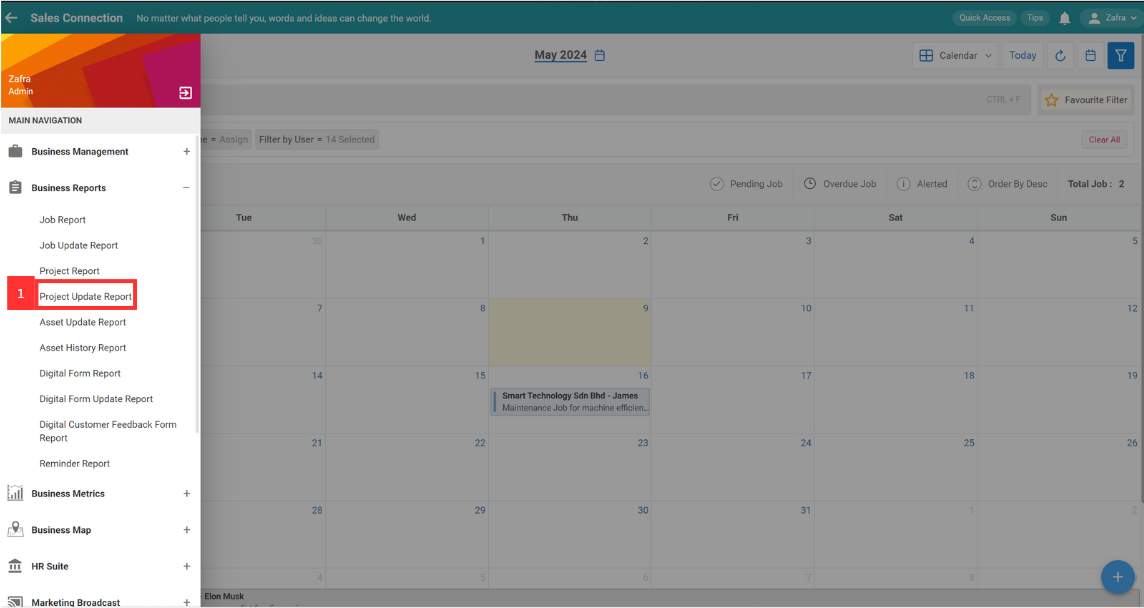 Sales Connection No matter what people tell you, words and ideas can change the world. Quick Access Tips Zafra
Zafra
Admin
May 2024 Calendar Today
CTRL + F Favourite Filter
MAIN NAVIGATION
= Assign Filter by User = 14 Selected Clear All
Business Management +
Business Reports −
Pending Job Overdue Job Alerted Order By Desc Total Job : 2
Job Report
Job Update Report
Project Report
1 Project Update Report
Asset Update Report
Asset History Report
Digital Form Report
Digital Form Update Report
Digital Customer Feedback Form
Report
Reminder Report
Business Metrics +
Business Map +
HR Suite +
Marketing Broadcast +
Tue Wed Thu Fri Sat Sun
30 1 2 3 4 5
7 8 9 10 11 12
14 15 16 17 18 19
Smart Technology Sdn Bhd - James
Maintenance Job for machine efficien...
21 22 23 24 25 26
28 29 30 31 1 2
4 5 6 7 8
+
- Elon Musk